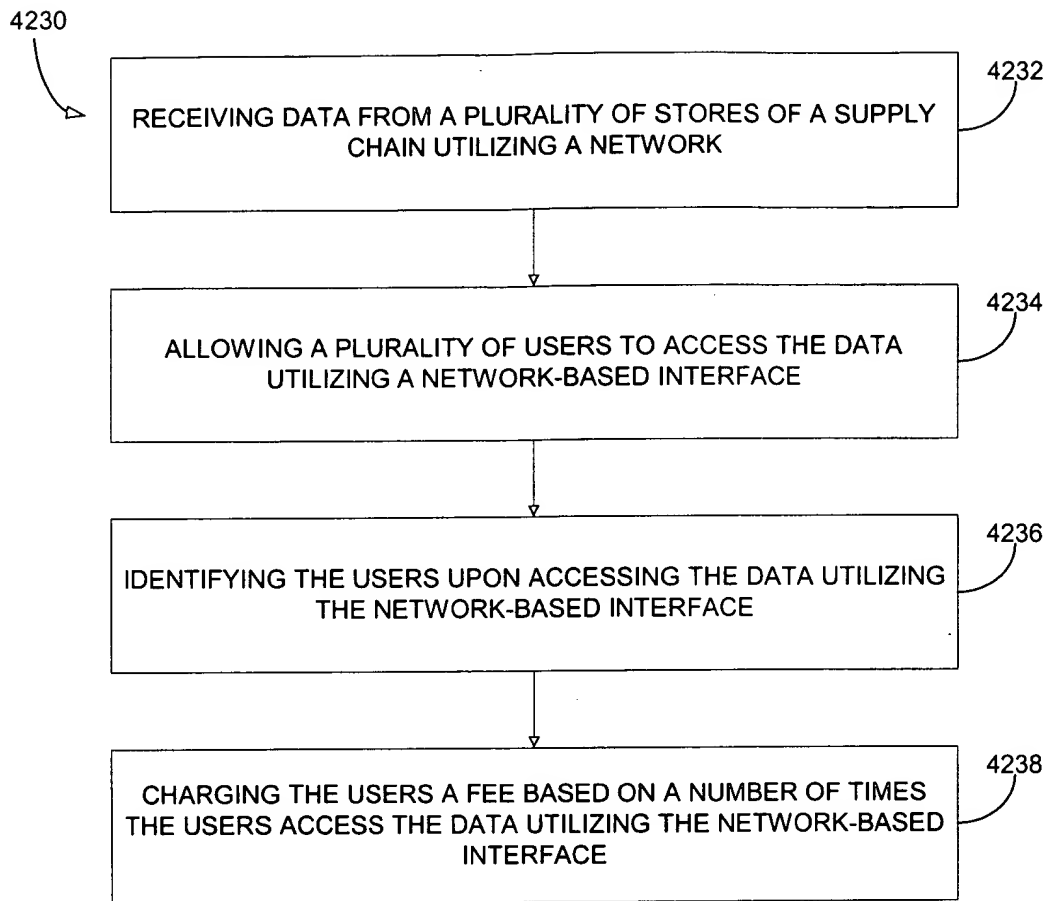 4230
4232
RECEIVING DATA FROM A PLURALITY OF STORES OF A SUPPLY
CHAIN UTILIZING A NETWORK
4234
ALLOWING A PLURALITY OF USERS TO ACCESS THE DATA
UTILIZING A NETWORK-BASED INTERFACE
4236
IDENTIFYING THE USERS UPON ACCESSING THE DATA UTILIZING
THE NETWORK-BASED INTERFACE
4238
CHARGING THE USERS A FEE BASED ON A NUMBER OF TIMES
THE USERS ACCESS THE DATA UTILIZING THE NETWORK-BASED
INTERFACE